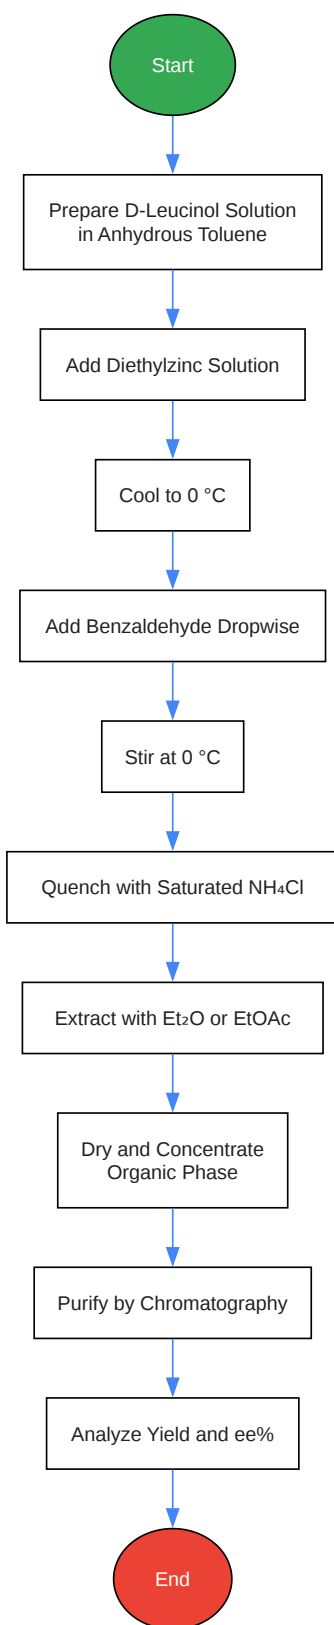 Start
Prepare D-Leucinol Solution
in Anhydrous Toluene
Add Diethylzinc Solution
Cool to 0 °C
Add Benzaldehyde Dropwise
Stir at 0 °C
Quench with Saturated NH₄Cl
Extract with Et₂O or EtOAc
Dry and Concentrate
Organic Phase
Purify by Chromatography
Analyze Yield and ee%
End